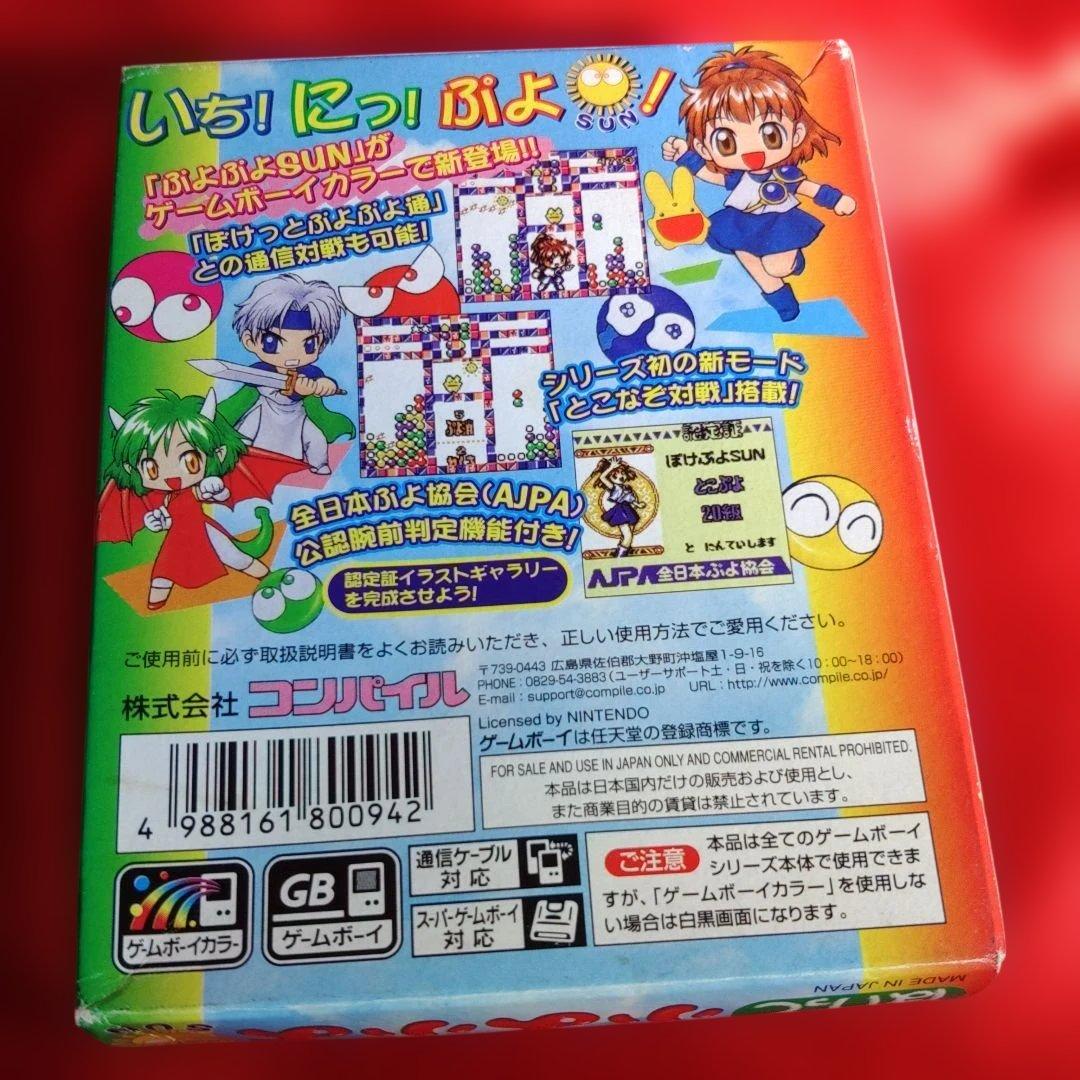 いち!にっ!ぷよSUN!
「ぷよぷよSUN」が
ゲームボーイカラーで新登場!!
「ぽけっとぷよぷよ通」
との通信対戦も可能!
シリーズ初の新モード
「とこなぞ対戦」搭載!
認定証
ぽけぷよSUN
とこぷよ
20級
と にんていします
AJPA全日本ぷよ協会
全日本ぷよ協会(AJPA)
公認腕前判定機能付き!
認定証イラストギャラリー
を完成させよう!
ご使用前に必ず取扱説明書をよくお読みいただき、正しい使用方法でご愛用ください。
株式会社 コンパイル
〒739-0443 広島県佐伯郡大野町沖塩屋1-9-16
PHONE : 0829-54-3883 (ユーザーサポート土・日・祝を除く10:00~18:00)
E-mail : support@compile.co.jp URL : http://www.compile.co.jp/
Licensed by NINTENDO
ゲームボーイは任天堂の登録商標です。
FOR SALE AND USE IN JAPAN ONLY AND COMMERCIAL RENTAL PROHIBITED.
本品は日本国内だけの販売および使用とし、
また商業目的の賃貸は禁止されています。
4 988161 800942
ゲームボーイカラー
GB
ゲームボーイ
通信ケーブル
対応
スーパーゲームボーイ
対応
ご注意
本品は全てのゲームボーイ
シリーズ本体で使用できま
すが、「ゲームボーイカラー」を使用しな
い場合は白黒画面になります。
MADE IN JAPAN